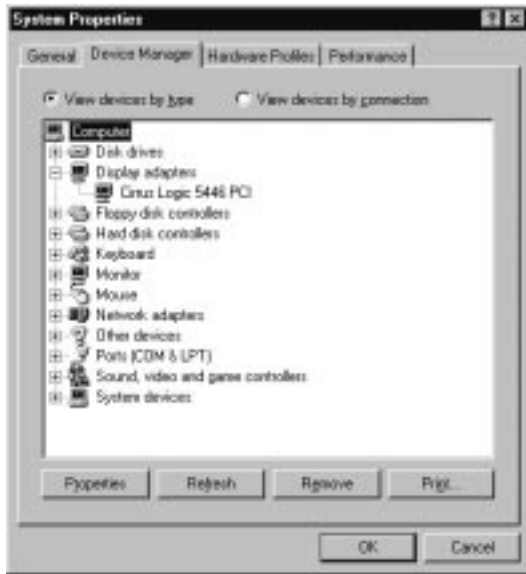 System Properties
General Device Manager Hardware Profiles Performance
View devices by type View devices by connection
Computer
Disk drives
Display adapters
Cirrus Logic 5446 PCI
Floppy disk controllers
Hard disk controllers
Keyboard
Monitor
Mouse
Network adapters
Other devices
Ports (COM & LPT)
Sound, video and game controllers
System devices
Properties Refresh Remove Print...
OK Cancel